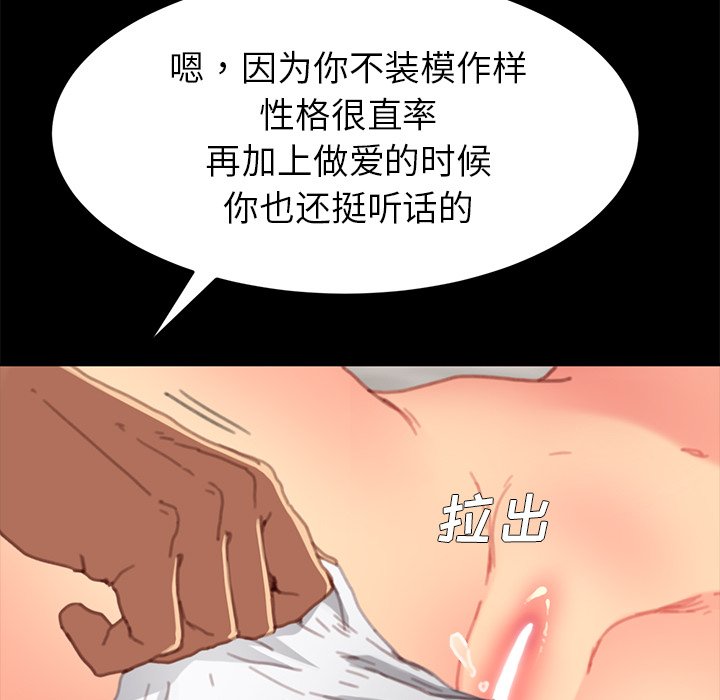 嗯，因为你不装模作样
性格很直率
再加上做爱的时候
你也还挺听话的
拉出